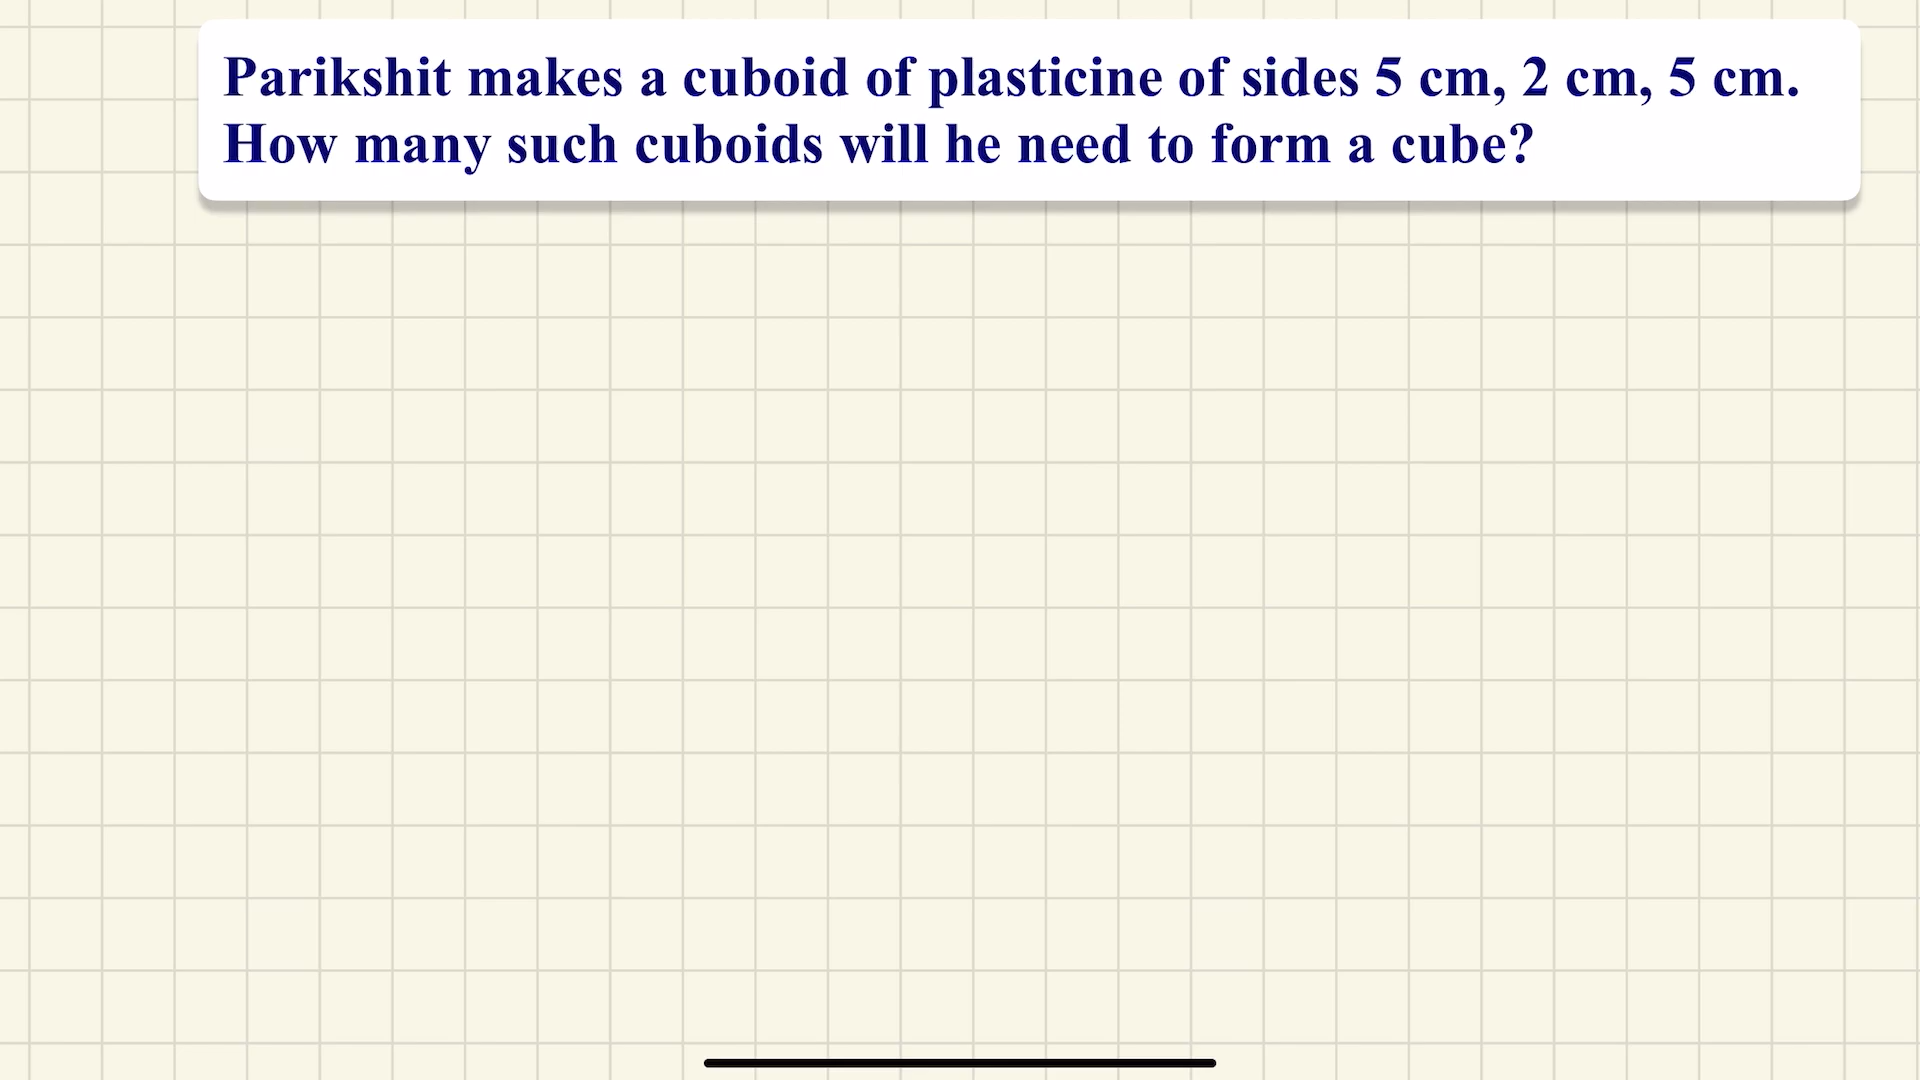 Parikshit makes a cuboid of plasticine of sides 5 cm, 2 cm, 5 cm.
How many such cuboids will he need to form a cube?